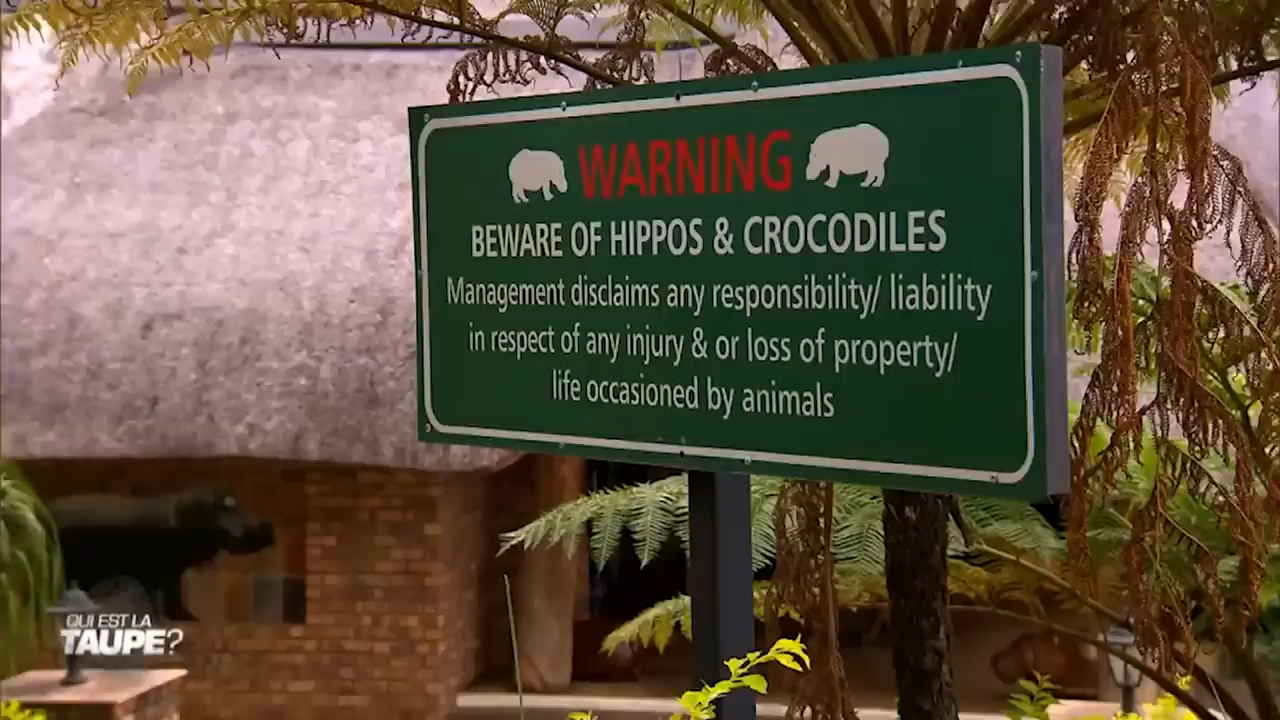 WARNING
BEWARE OF HIPPOS & CROCODILES
Management disclaims any responsibility/ liability
in respect of any injury & or loss of property/
life occasioned by animals
QUI EST LA
TAUPE?